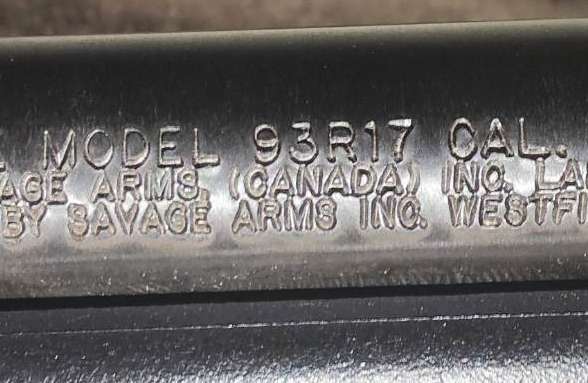 MODEL 93R17 CAL.
AGE ARMS, (CANADA) INC. LA
BY SAVAGE ARMS INC. WESTFI